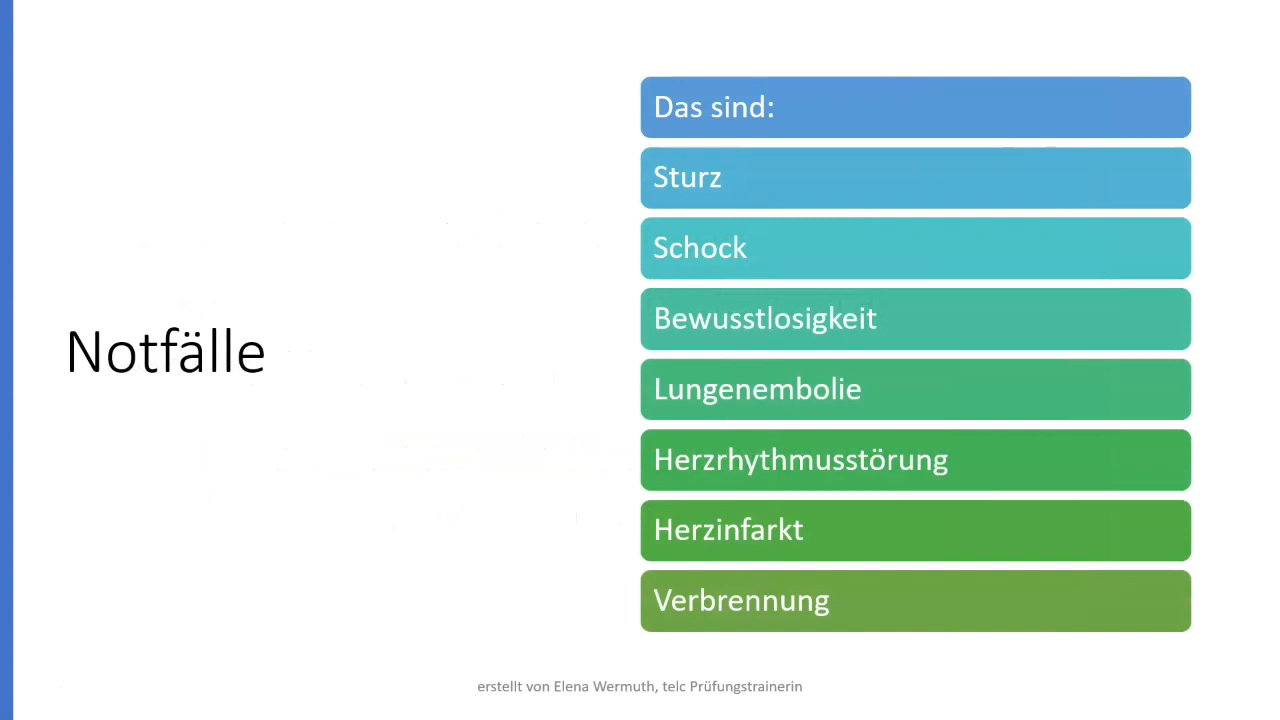 Notfälle
Das sind:
Sturz
Schock
Bewusstlosigkeit
Lungenembolie
Herzrhythmusstörung
Herzinfarkt
Verbrennung
erstellt von Elena Wermuth, telc Prüfungstrainerin